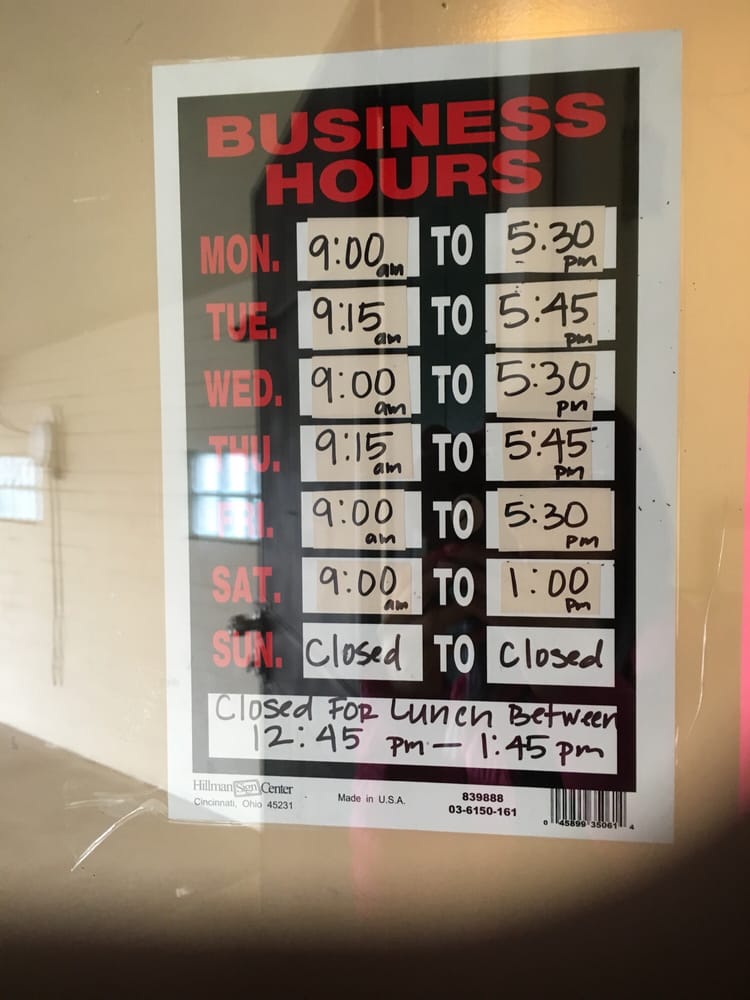 BUSINESS
HOURS
MON. 9:00 am TO 5:30 pm
TUE. 9:15 am TO 5:45 pm
WED. 9:00 am TO 5:30 pm
THU. 9:15 am TO 5:45 pm
FRI. 9:00 am TO 5:30 pm
SAT. 9:00 am TO 1:00 pm
SUN. Closed TO Closed
Closed FOR Lunch Between
12:45 pm - 1:45 pm
Hillman Sign Center Made in U.S.A. 839888
Cincinnati, Ohio 45231 03-6150-161
0 45899 35061 4